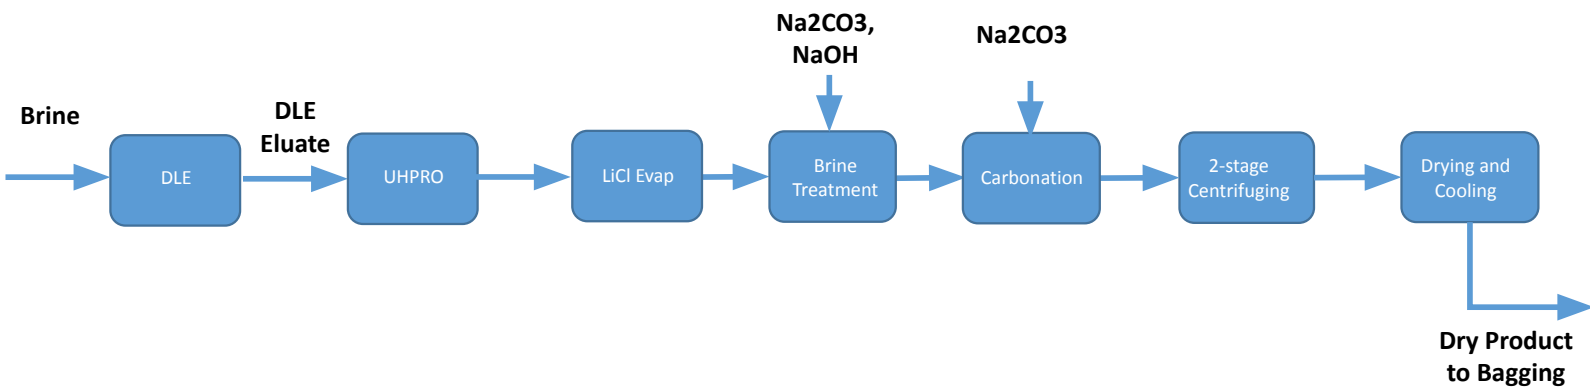 Na2CO3,
NaOH
Na2CO3
Brine
DLE
Eluate
DLE
UHPRO
LiCl Evap
Brine
Treatment
Carbonation
2-stage
Centrifuging
Drying and
Cooling
Dry Product
to Bagging